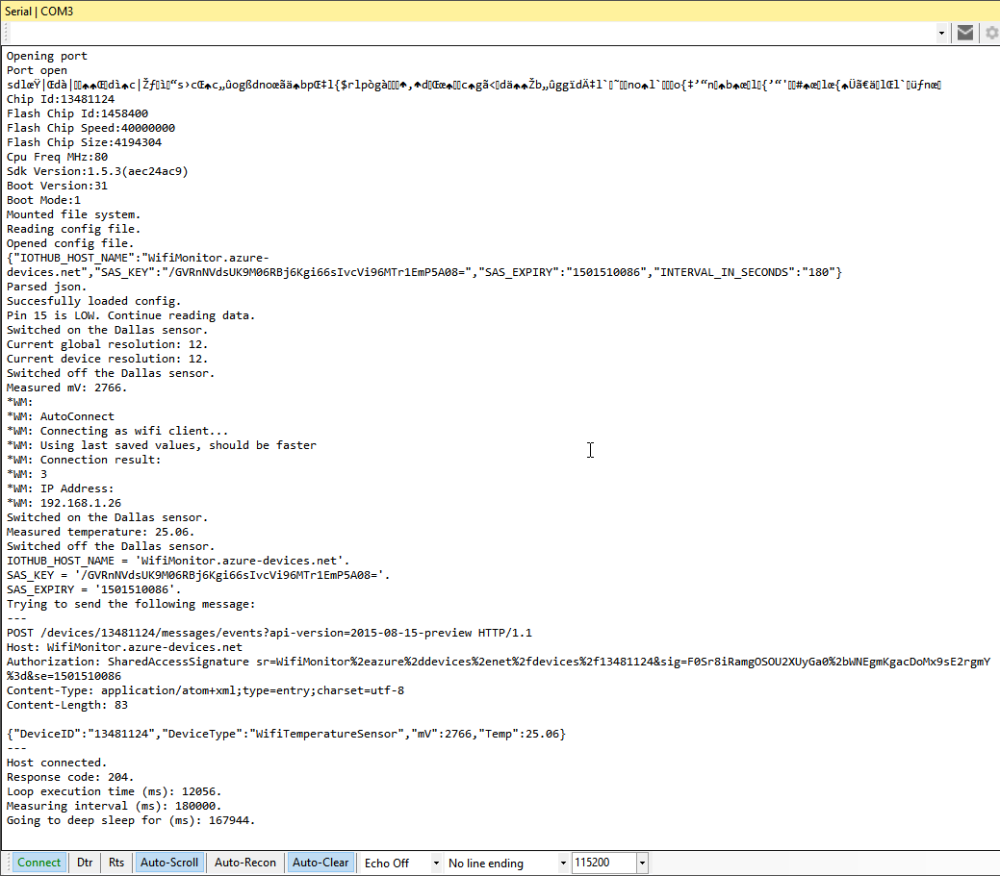 Serial | COM3
Opening port
Port open
Chip Id:13481124
Flash Chip Id:1458400
Flash Chip Speed:40000000
Flash Chip Size:4194304
Cpu Freq MHz:80
Sdk Version:1.5.3(aec24ac9)
Boot Version:31
Boot Mode:1
Mounted file system.
Reading config file.
Opened config file.
{"IOTHUB_HOST_NAME":"WifiMonitor.azure-
devices.net","SAS_KEY":"/GVRnNVdsUK9M06RBj6Kgi66sIvcVi96MTr1EmP5A08=","SAS_EXPIRY":"1501510086","INTERVAL_IN_SECONDS":"180"}
Parsed json.
Succesfully loaded config.
Pin 15 is LOW. Continue reading data.
Switched on the Dallas sensor.
Current global resolution: 12.
Current device resolution: 12.
Switched off the Dallas sensor.
Measured mV: 2766.
*WM:
*WM: AutoConnect
*WM: Connecting as wifi client...
*WM: Using last saved values, should be faster
*WM: Connection result:
*WM: 3
*WM: IP Address:
*WM: 192.168.1.26
Switched on the Dallas sensor.
Measured temperature: 25.06.
Switched off the Dallas sensor.
IOTHUB_HOST_NAME = 'WifiMonitor.azure-devices.net'.
SAS_KEY = '/GVRnNVdsUK9M06RBj6Kgi66sIvcVi96MTr1EmP5A08='.
SAS_EXPIRY = '1501510086'.
Trying to send the following message:
---
POST /devices/13481124/messages/events?api-version=2015-08-15-preview HTTP/1.1
Host: WifiMonitor.azure-devices.net
Authorization: SharedAccessSignature sr=WifiMonitor%2eazure%2ddevices%2enet%2fdevices%2f13481124&sig=F0Sr8iRamgOSOU2XUyGa0%2bWNEgmKgacDoMx9sE2rgmY
%3d&se=1501510086
Content-Type: application/atom+xml;type=entry;charset=utf-8
Content-Length: 83
{"DeviceID":"13481124","DeviceType":"WifiTemperatureSensor","mV":2766,"Temp":25.06}
---
Host connected.
Response code: 204.
Loop execution time (ms): 12056.
Measuring interval (ms): 180000.
Going to deep sleep for (ms): 167944.
Connect Dtr Rts Auto-Scroll Auto-Recon Auto-Clear Echo Off No line ending 115200